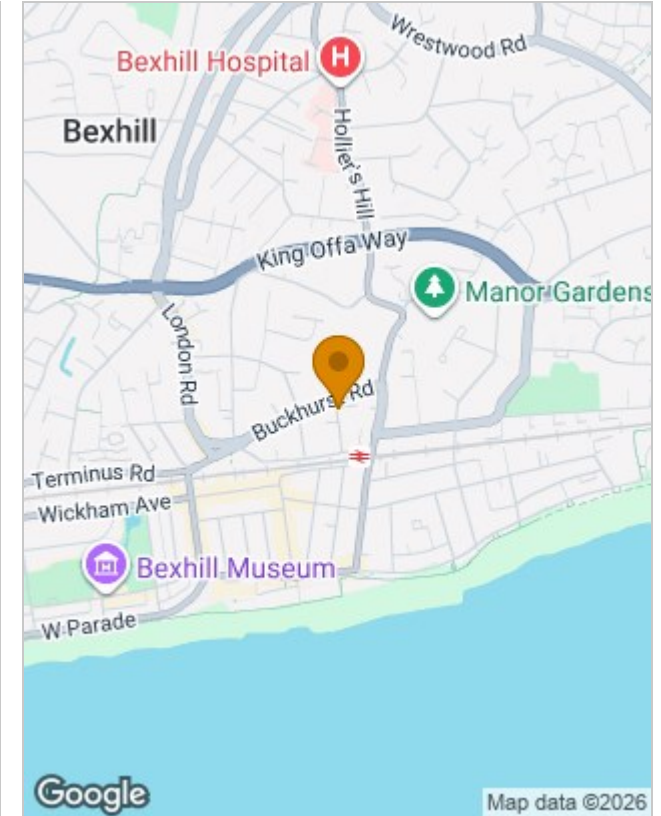 Wrestwood Rd
Bexhill Hospital
H
Bexhill
Hollier's Hill
King Offa Way
Manor Gardens
London Rd
Buckhurst Rd
Terminus Rd
Wickham Ave
Bexhill Museum
W Parade
Google
Map data ©2026